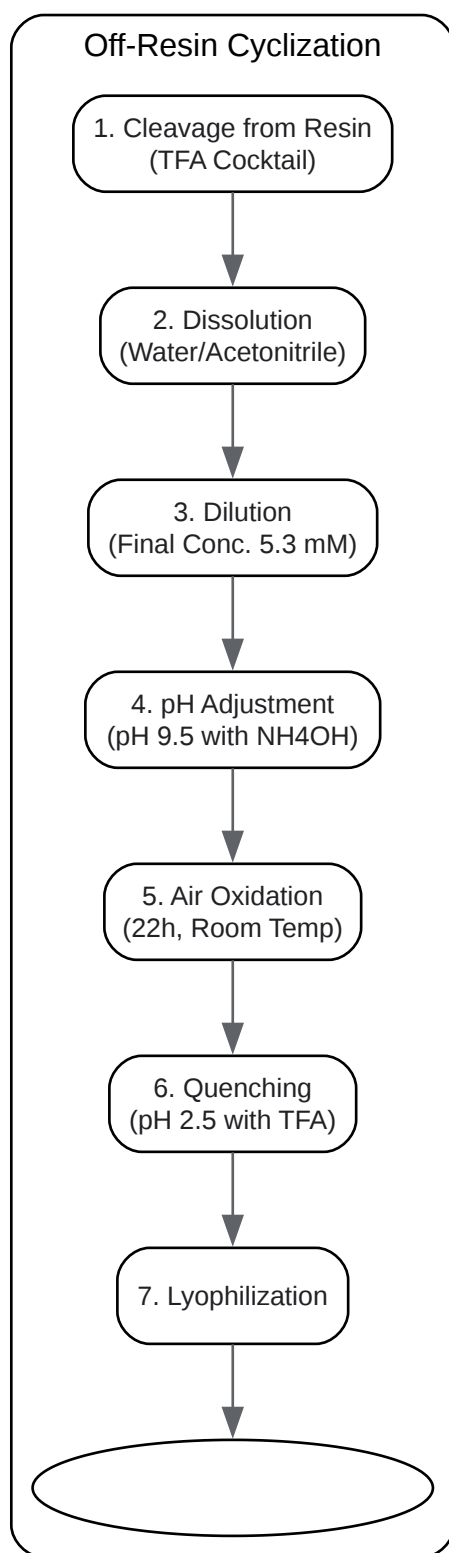 Off-Resin Cyclization
1. Cleavage from Resin
(TFA Cocktail)
2. Dissolution
(Water/Acetonitrile)
3. Dilution
(Final Conc. 5.3 mM)
4. pH Adjustment
(pH 9.5 with NH4OH)
5. Air Oxidation
(22h, Room Temp)
6. Quenching
(pH 2.5 with TFA)
7. Lyophilization